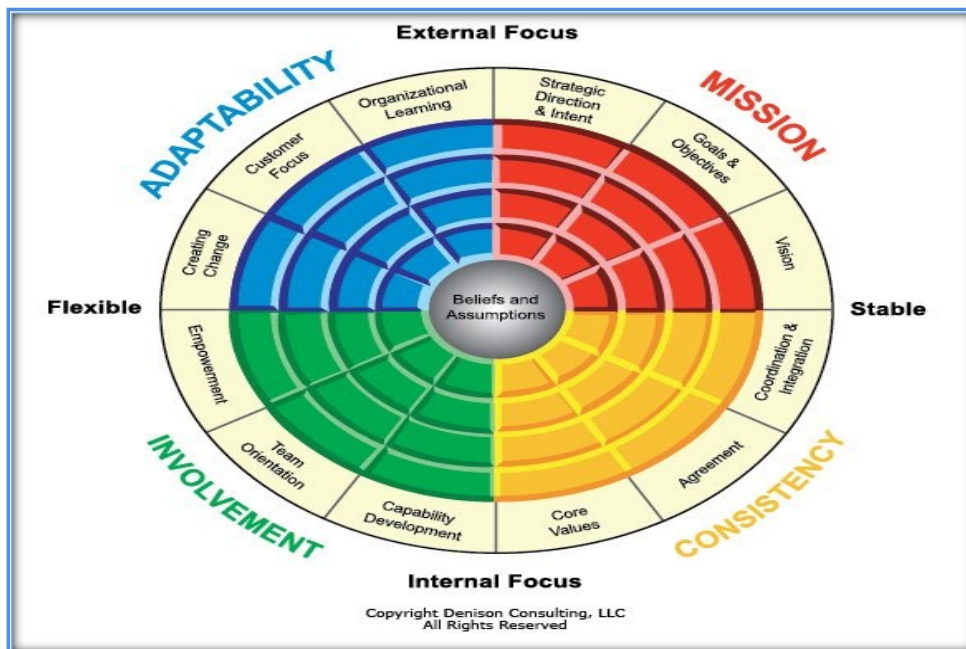 External Focus
ADAPTABILITY
MISSION
Organizational
Learning
Strategic
Direction
& Intent
Customer
Focus
Goals &
Objectives
Creating
Change
Vision
Flexible
Beliefs and
Assumptions
Stable
Empowerment
Coordination &
Integration
Team
Orientation
Agreement
Capability
Development
Core
Values
INVOLVEMENT
CONSISTENCY
Internal Focus
Copyright Denison Consulting, LLC
All Rights Reserved